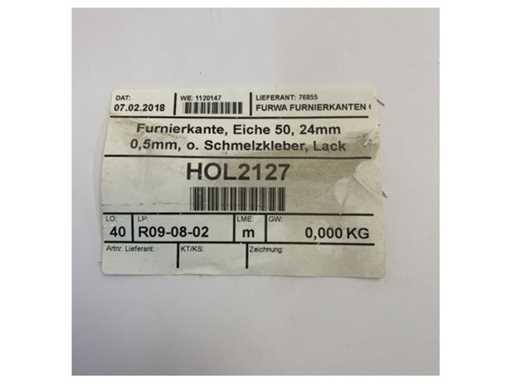 DAT: WE: 1120147 LIEFERANT: 76855
07.02.2018 FURWA FURNIERKANTEN
Furnierkante, Eiche 50, 24mm
0,5mm, o. Schmelzkleber, Lack
HOL2127
LO: LP: LME: GW:
40 R09-08-02 m 0,000 KG
Artnr. Lieferant: KT/KS: Zeichnung: